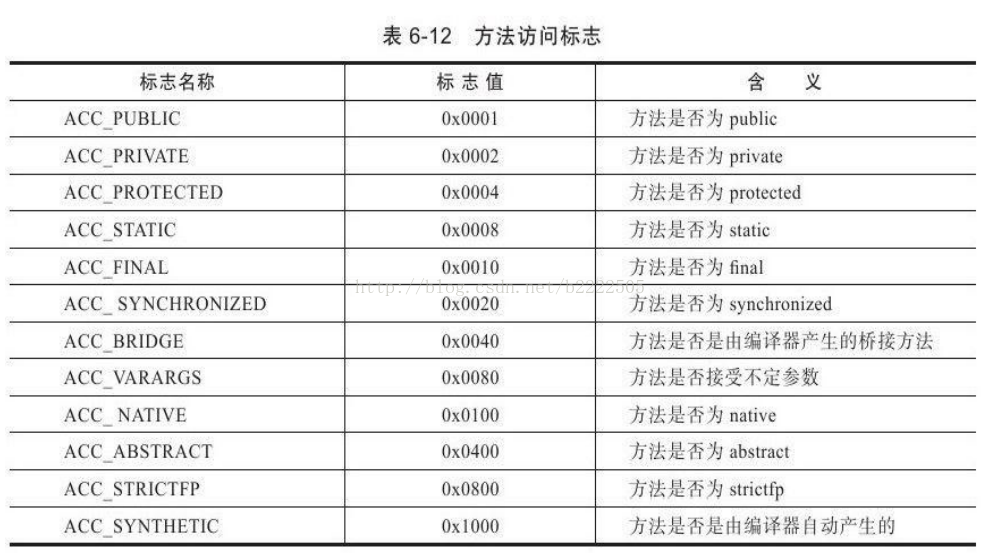 表 6-12 方法访问标志
标志名称 标 志 值 含 义
ACC_PUBLIC 0x0001 方法是否为 public
ACC_PRIVATE 0x0002 方法是否为 private
ACC_PROTECTED 0x0004 方法是否为 protected
ACC_STATIC 0x0008 方法是否为 static
ACC_FINAL 0x0010 方法是否为 final
http://blog.csdn.net/b2222505
ACC_ SYNCHRONIZED 0x0020 方法是否为 synchronized
ACC_BRIDGE 0x0040 方法是否是由编译器产生的桥接方法
ACC_VARARGS 0x0080 方法是否接受不定参数
ACC_ NATIVE 0x0100 方法是否为 native
ACC_ABSTRACT 0x0400 方法是否为 abstract
ACC_STRICTFP 0x0800 方法是否为 strictfp
ACC_SYNTHETIC 0x1000 方法是否是由编译器自动产生的